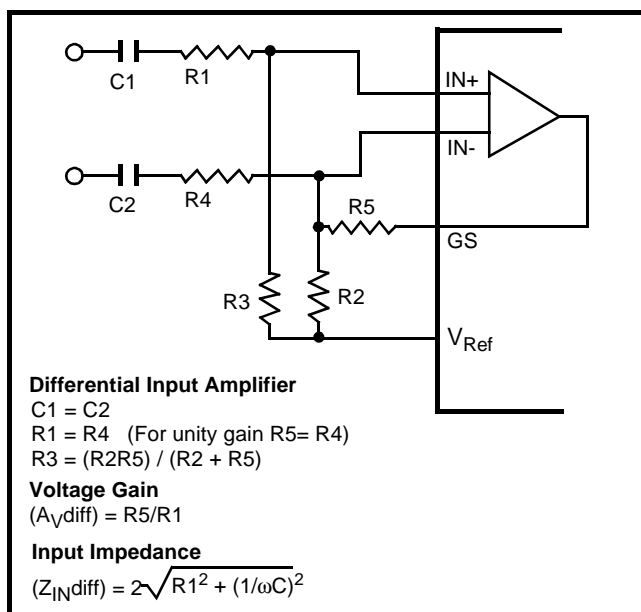 C1
R1
IN+
IN-
C2
R4
R5
GS
R3
R2
VRef
Differential Input Amplifier
C1 = C2
R1 = R4 (For unity gain R5= R4)
R3 = (R2R5) / (R2 + R5)
Voltage Gain
(AVdiff) = R5/R1
Input Impedance
(ZINdiff) = 2√R1² + (1/ωC)²